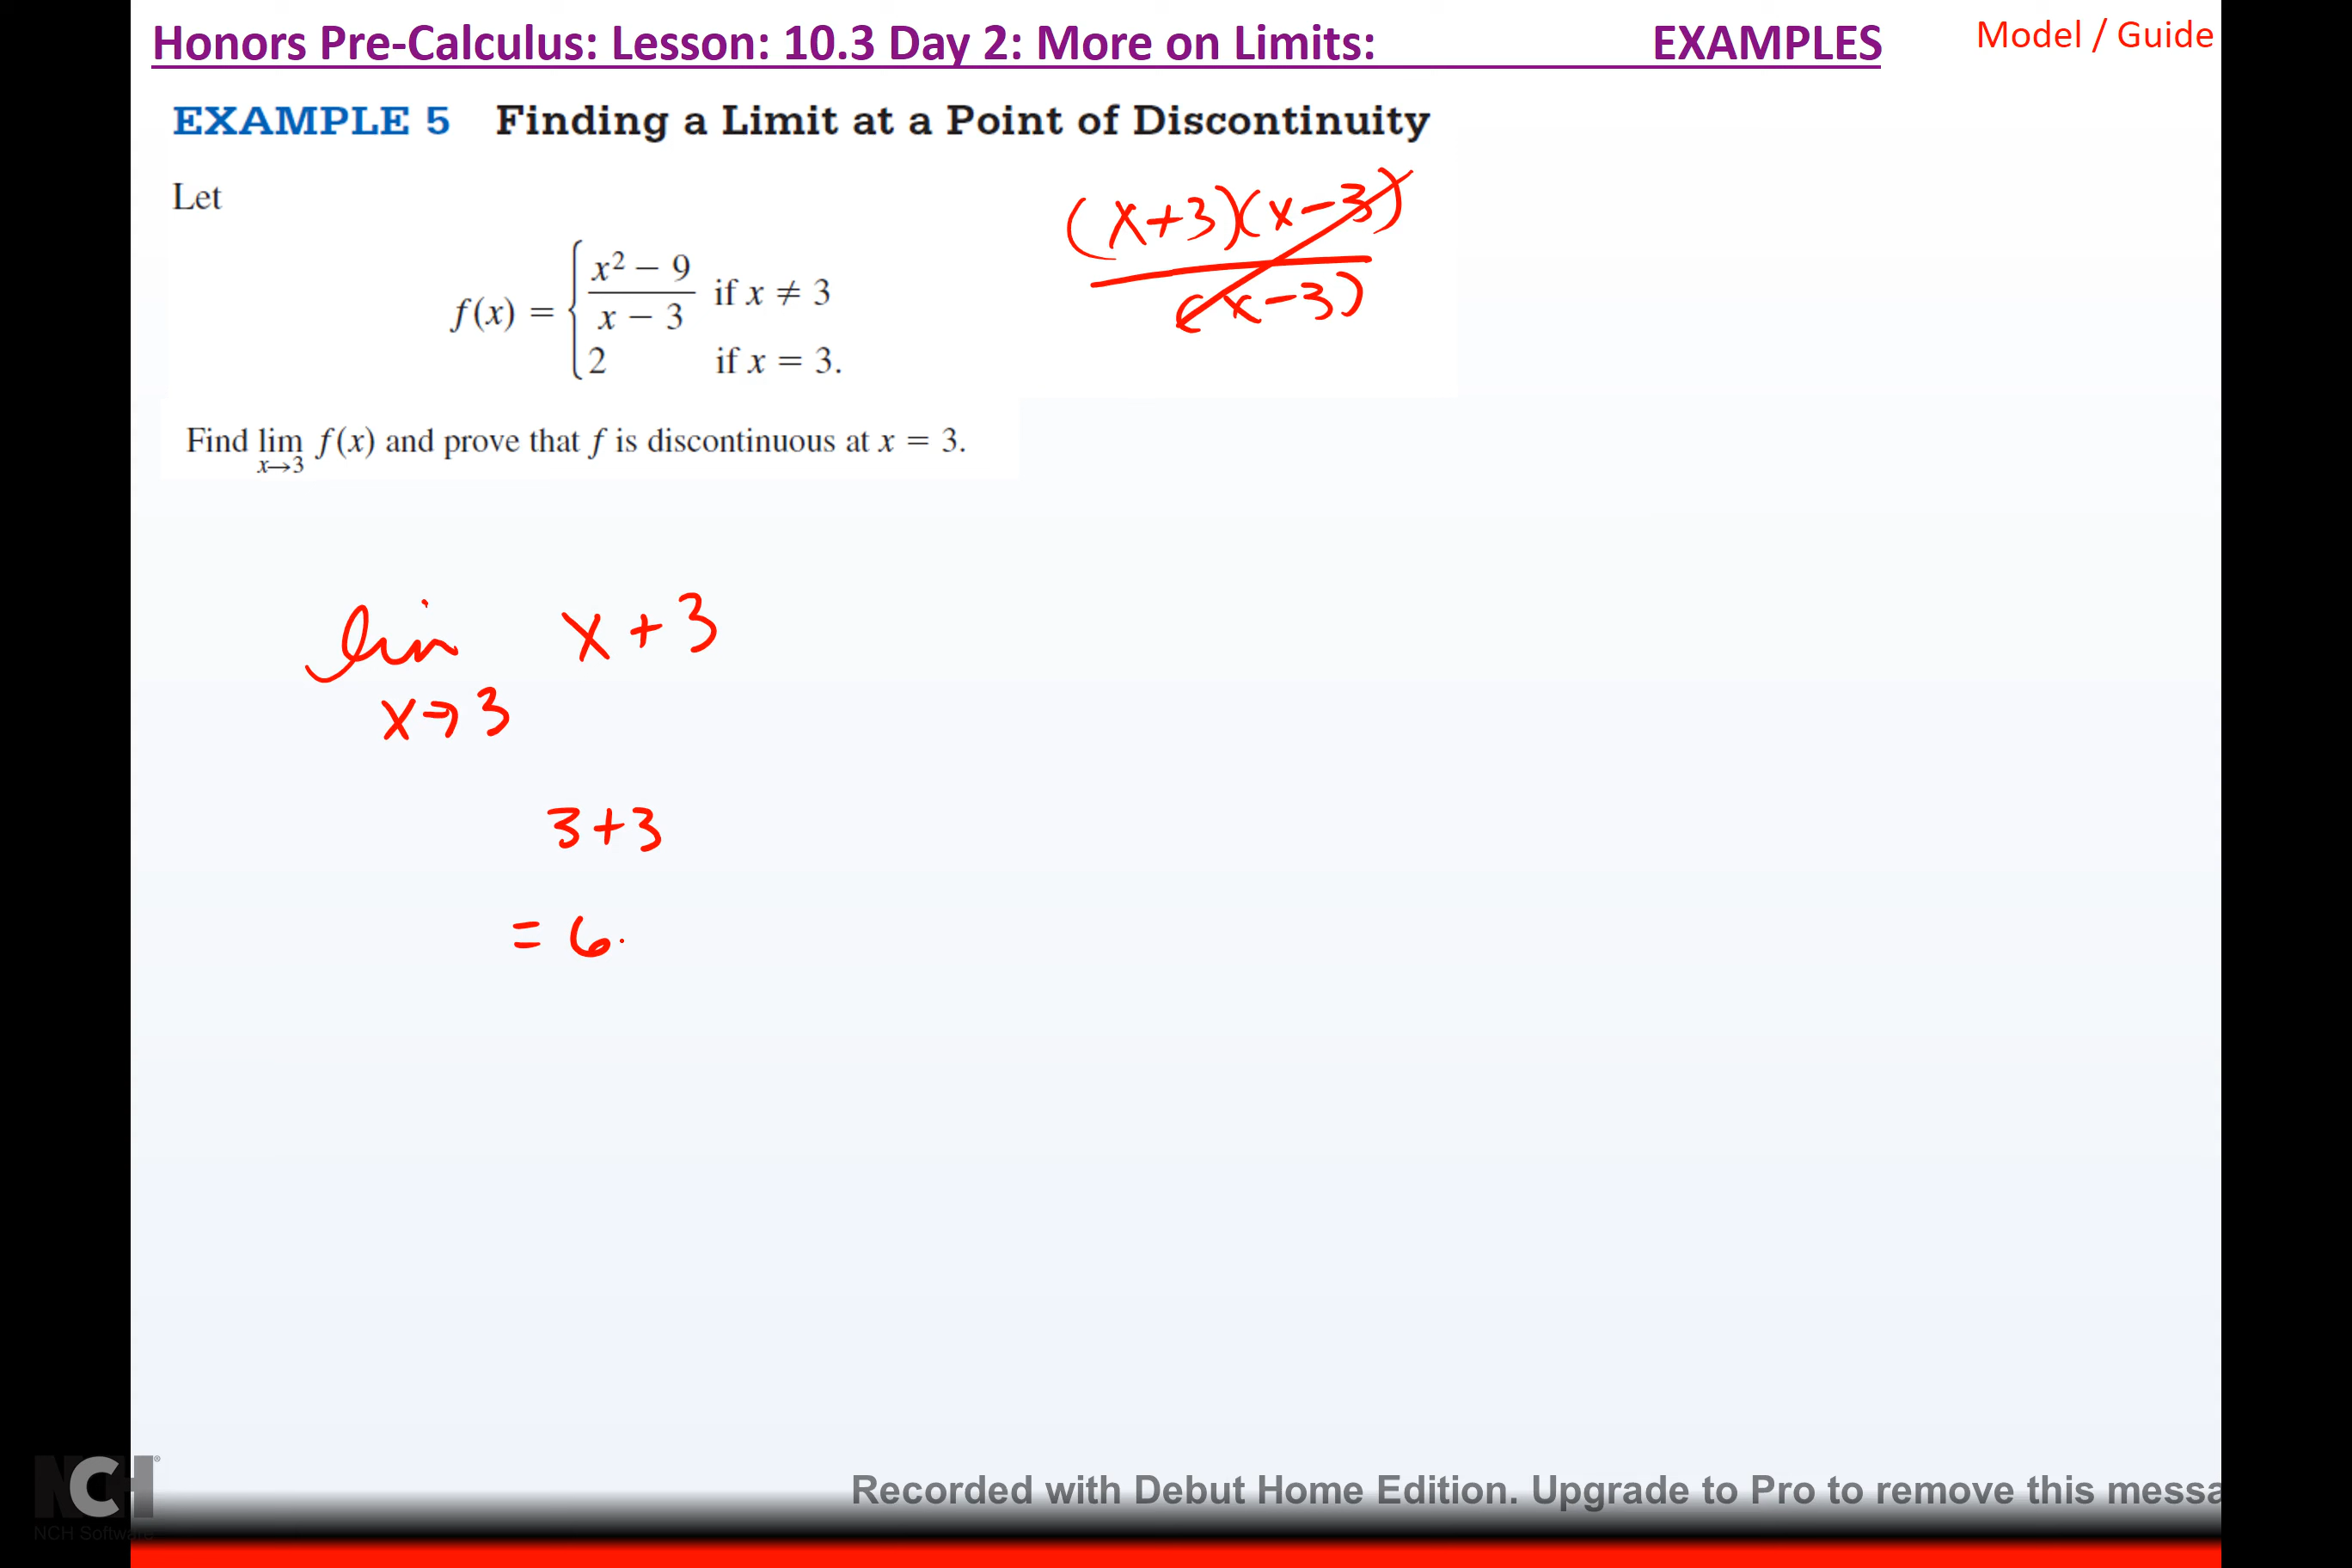 Honors Pre-Calculus: Lesson: 10.3 Day 2: More on Limits: EXAMPLES
Model / Guide
EXAMPLE 5 Finding a Limit at a Point of Discontinuity
Let
(x+3)(x-3)
(x-3)
f(x) = { x² − 9 / x − 3 if x ≠ 3
2 if x = 3.
Find lim f(x) and prove that f is discontinuous at x = 3.
x→3
lim x+3
x→3
3+3
= 6.
NCH®
NCH Software
Recorded with Debut Home Edition. Upgrade to Pro to remove this messa